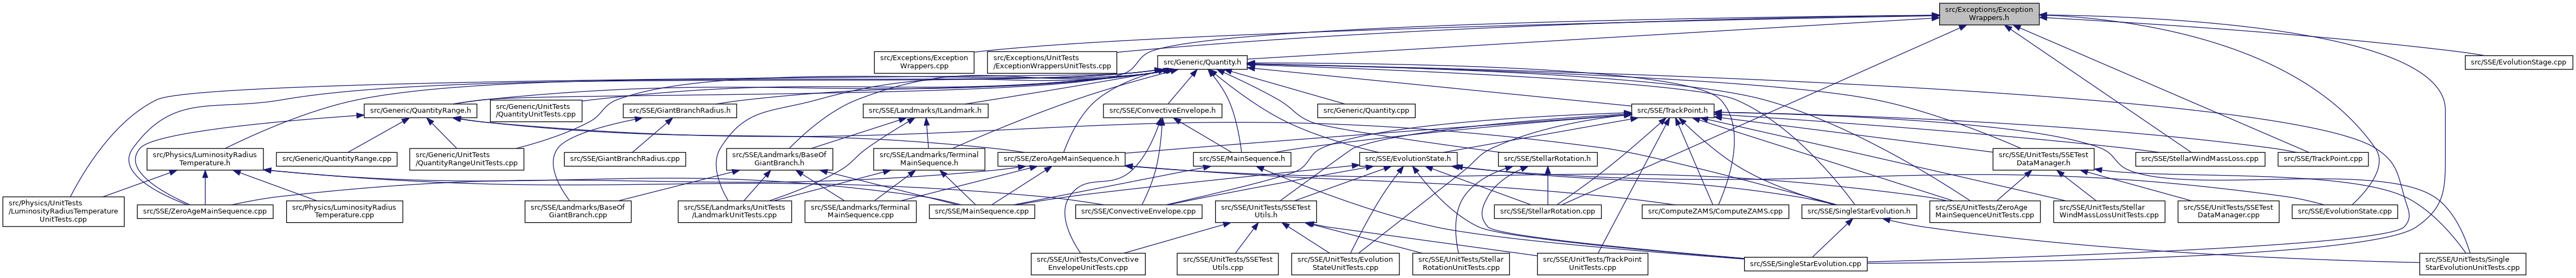 src/Exceptions/Exception
Wrappers.h
src/Exceptions/Exception
Wrappers.cpp
src/Exceptions/UnitTests
/ExceptionWrappersUnitTests.cpp
src/Generic/Quantity.h
src/SSE/EvolutionStage.cpp
src/Generic/QuantityRange.h
src/Generic/UnitTests
/QuantityUnitTests.cpp
src/SSE/GiantBranchRadius.h
src/SSE/Landmarks/ILandmark.h
src/SSE/ConvectiveEnvelope.h
src/Generic/Quantity.cpp
src/SSE/TrackPoint.h
src/Physics/LuminosityRadius
Temperature.h
src/Generic/QuantityRange.cpp
src/Generic/UnitTests
/QuantityRangeUnitTests.cpp
src/SSE/GiantBranchRadius.cpp
src/SSE/Landmarks/BaseOf
GiantBranch.h
src/SSE/Landmarks/Terminal
MainSequence.h
src/SSE/ZeroAgeMainSequence.h
src/SSE/MainSequence.h
src/SSE/EvolutionState.h
src/SSE/StellarRotation.h
src/SSE/UnitTests/SSETest
DataManager.h
src/SSE/StellarWindMassLoss.cpp
src/SSE/TrackPoint.cpp
src/Physics/UnitTests
/LuminosityRadiusTemperature
UnitTests.cpp
src/SSE/ZeroAgeMainSequence.cpp
src/Physics/LuminosityRadius
Temperature.cpp
src/SSE/Landmarks/BaseOf
GiantBranch.cpp
src/SSE/Landmarks/UnitTests
/LandmarkUnitTests.cpp
src/SSE/Landmarks/Terminal
MainSequence.cpp
src/SSE/MainSequence.cpp
src/SSE/ConvectiveEnvelope.cpp
src/SSE/UnitTests/SSETest
Utils.h
src/SSE/StellarRotation.cpp
src/ComputeZAMS/ComputeZAMS.cpp
src/SSE/SingleStarEvolution.h
src/SSE/UnitTests/ZeroAge
MainSequenceUnitTests.cpp
src/SSE/UnitTests/Stellar
WindMassLossUnitTests.cpp
src/SSE/UnitTests/SSETest
DataManager.cpp
src/SSE/EvolutionState.cpp
src/SSE/UnitTests/Convective
EnvelopeUnitTests.cpp
src/SSE/UnitTests/SSETest
Utils.cpp
src/SSE/UnitTests/Evolution
StateUnitTests.cpp
src/SSE/UnitTests/Stellar
RotationUnitTests.cpp
src/SSE/UnitTests/TrackPoint
UnitTests.cpp
src/SSE/SingleStarEvolution.cpp
src/SSE/UnitTests/Single
StarEvolutionUnitTests.cpp